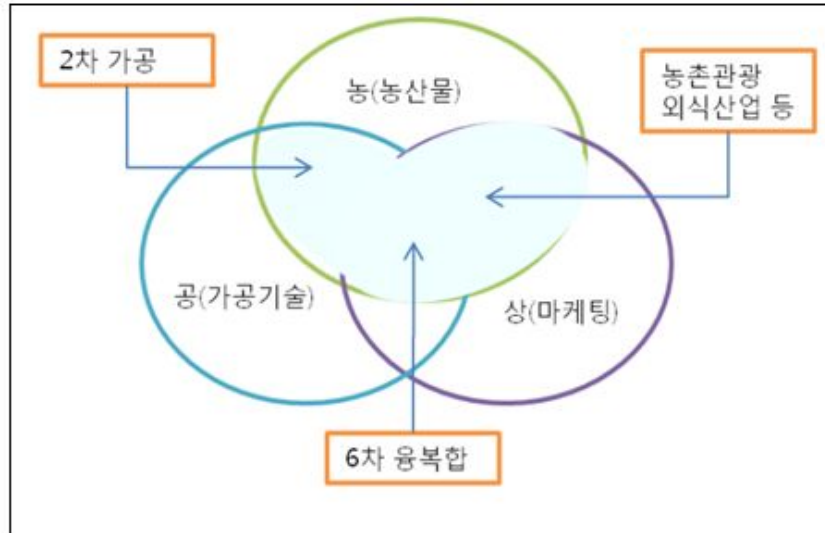 2차 가공
농(농산물)
농촌관광
외식산업 등
공(가공기술)
상(마케팅)
6차 융복합